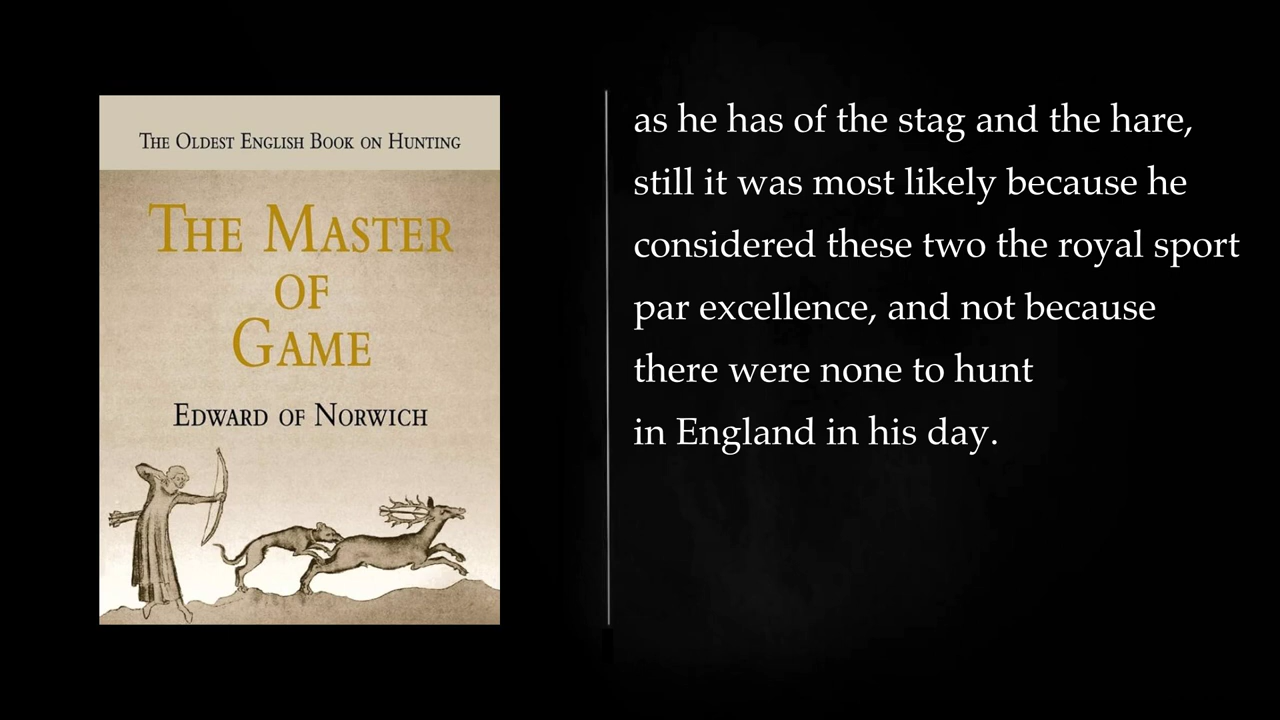 The Oldest English Book on Hunting
The Master
of
Game
Edward of Norwich
as he has of the stag and the hare,
still it was most likely because he
considered these two the royal sport
par excellence, and not because
there were none to hunt
in England in his day.